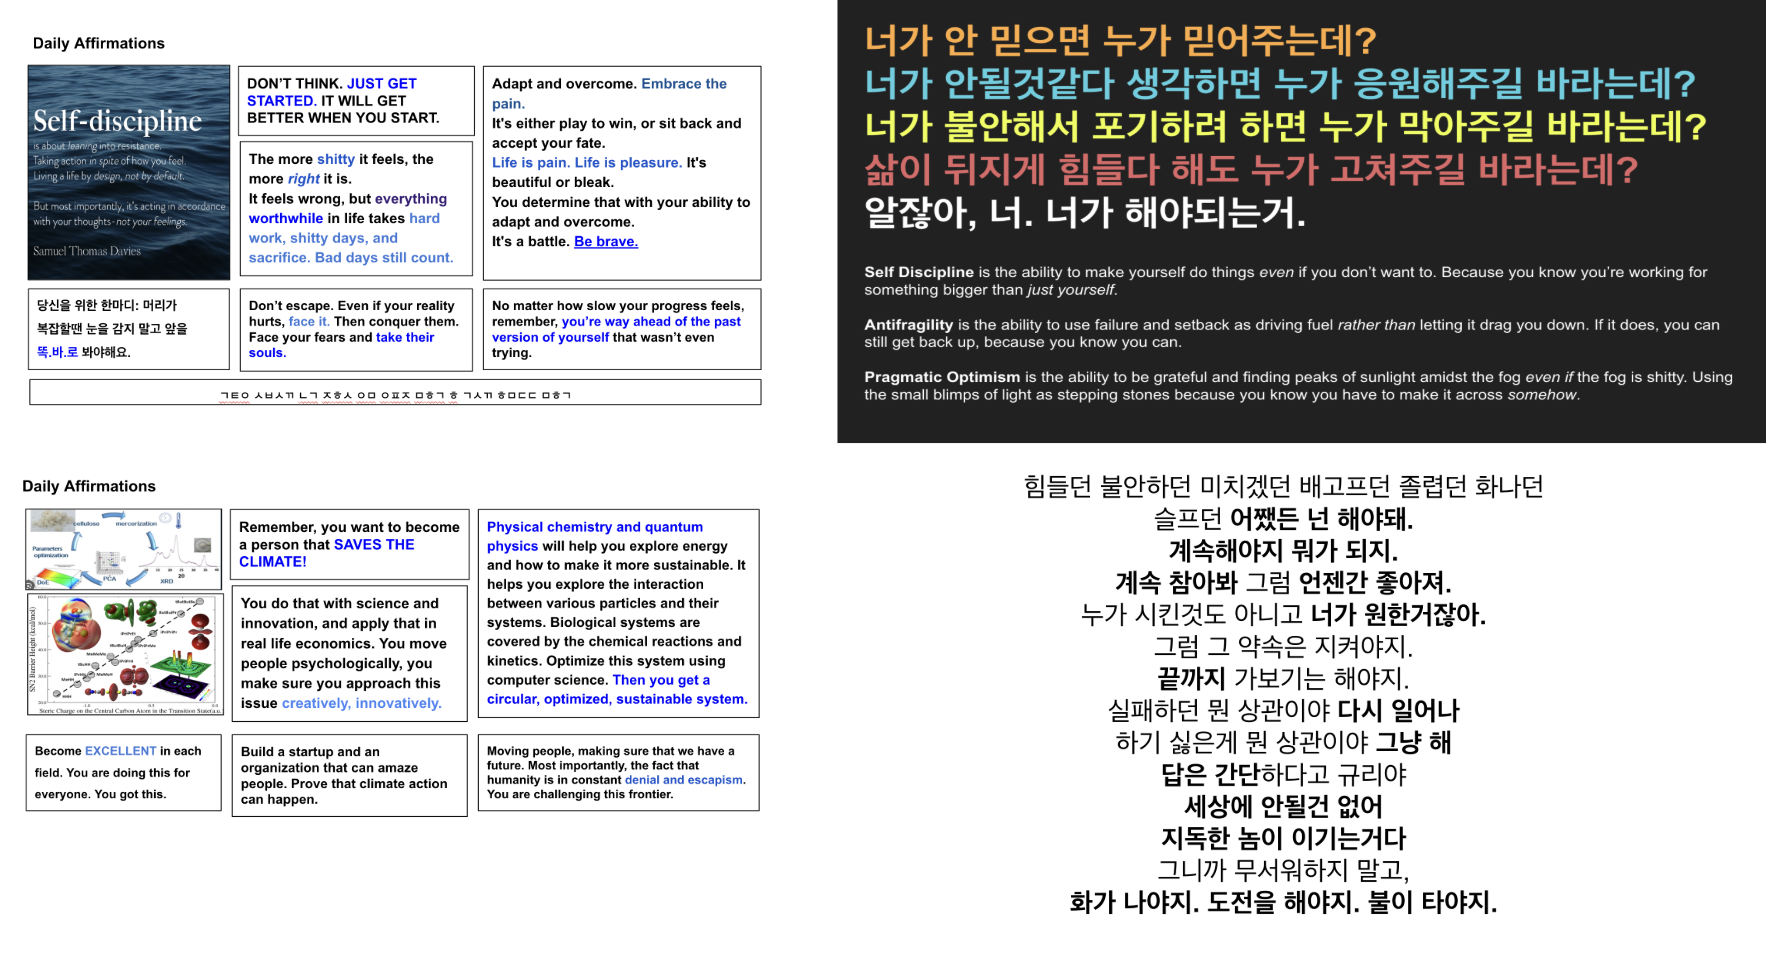 Daily Affirmations
Self-discipline
is about leaning into resistance.
Taking action in spite of how you feel.
Living a life by design, not by default.
But most importantly, it's acting in accordance
with your thoughts - not your feelings.
Samuel Thomas Davies
DON'T THINK. JUST GET
STARTED. IT WILL GET
BETTER WHEN YOU START.
The more shitty it feels, the
more right it is.
It feels wrong, but everything
worthwhile in life takes hard
work, shitty days, and
sacrifice. Bad days still count.
Adapt and overcome. Embrace the
pain.
It's either play to win, or sit back and
accept your fate.
Life is pain. Life is pleasure. It's
beautiful or bleak.
You determine that with your ability to
adapt and overcome.
It's a battle. Be brave.
당신을 위한 한마디: 머리가
복잡할땐 눈을 감지 말고 앞을
똑.바.로 봐야해요.
Don't escape. Even if your reality
hurts, face it. Then conquer them.
Face your fears and take their
souls.
No matter how slow your progress feels,
remember, you're way ahead of the past
version of yourself that wasn't even
trying.
ㄱㅌㅇ ㅅㅂㅅㄲ ㄴㄱ ㅈㅎㅅ ㅇㅁ ㅇㅍㅈ ㅁㅎㄱ ㅎ ㄱㅅㄲ ㅎㅁㄷㄷ ㅁㅎㄱ
너가 안 믿으면 누가 믿어주는데?
너가 안될것같다 생각하면 누가 응원해주길 바라는데?
너가 불안해서 포기하려 하면 누가 막아주길 바라는데?
삶이 뒤지게 힘들다 해도 누가 고쳐주길 바라는데?
알잖아, 너. 너가 해야되는거.
Self Discipline is the ability to make yourself do things even if you don't want to. Because you know you're working for
something bigger than just yourself.
Antifragility is the ability to use failure and setback as driving fuel rather than letting it drag you down. If it does, you can
still get back up, because you know you can.
Pragmatic Optimism is the ability to be grateful and finding peaks of sunlight amidst the fog even if the fog is shitty. Using
the small blimps of light as stepping stones because you know you have to make it across somehow.
Daily Affirmations
cellulose mercerization
Parameters
optimization
DoE PCA XRD
SN2 Barrier Height (kcal/mol)
Steric Charge on the Central Carbon Atom in the Transition State(a.u.)
Remember, you want to become
a person that SAVES THE
CLIMATE!
You do that with science and
innovation, and apply that in
real life economics. You move
people psychologically, you
make sure you approach this
issue creatively, innovatively.
Physical chemistry and quantum
physics will help you explore energy
and how to make it more sustainable. It
helps you explore the interaction
between various particles and their
systems. Biological systems are
covered by the chemical reactions and
kinetics. Optimize this system using
computer science. Then you get a
circular, optimized, sustainable system.
Become EXCELLENT in each
field. You are doing this for
everyone. You got this.
Build a startup and an
organization that can amaze
people. Prove that climate action
can happen.
Moving people, making sure that we have a
future. Most importantly, the fact that
humanity is in constant denial and escapism.
You are challenging this frontier.
힘들던 불안하던 미치겠던 배고프던 졸렵던 화나던
슬프던 어쨌든 넌 해야돼.
계속해야지 뭐가 되지.
계속 참아봐 그럼 언젠간 좋아져.
누가 시킨것도 아니고 너가 원한거잖아.
그럼 그 약속은 지켜야지.
끝까지 가보기는 해야지.
실패하던 뭔 상관이야 다시 일어나
하기 싫은게 뭔 상관이야 그냥 해
답은 간단하다고 규리야
세상에 안될건 없어
지독한 놈이 이기는거다
그니까 무서워하지 말고,
화가 나야지. 도전을 해야지. 불이 타야지.